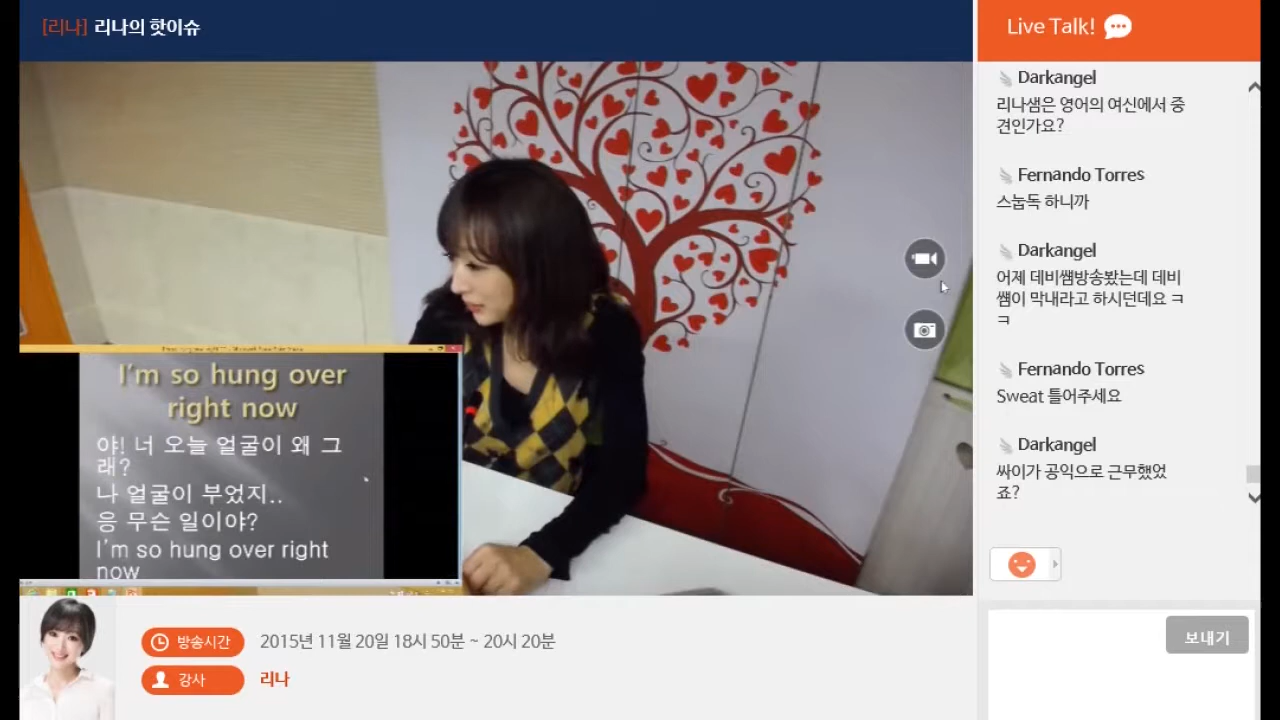 [리나] 리나의 핫이슈
Live Talk!
Darkangel
리나샘은 영어의 여신에서 중
견인가요?
Fernando Torres
스눕독 하니까
Darkangel
어제 데비쌤방송봤는데 데비
쌤이 막내라고 하시던데요 ㅋ
ㅋ
Fernando Torres
Sweat 틀어주세요
Darkangel
싸이가 공익으로 근무했었
죠?
보내기
I'm so hung over
right now
야! 너 오늘 얼굴이 왜 그
래?
나 얼굴이 부었지..
응 무슨 일이야?
I'm so hung over right
now
방송시간 2015년 11월 20일 18시 50분 ~ 20시 20분
강사 리나